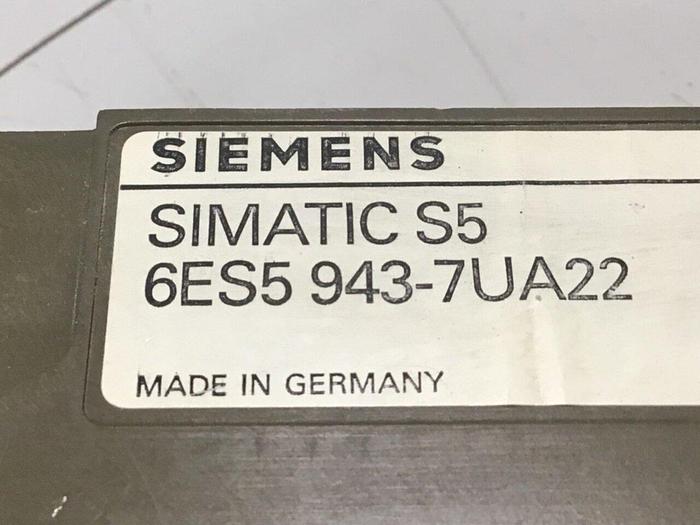 SIEMENS
SIMATIC S5
6ES5 943-7UA22
MADE IN GERMANY